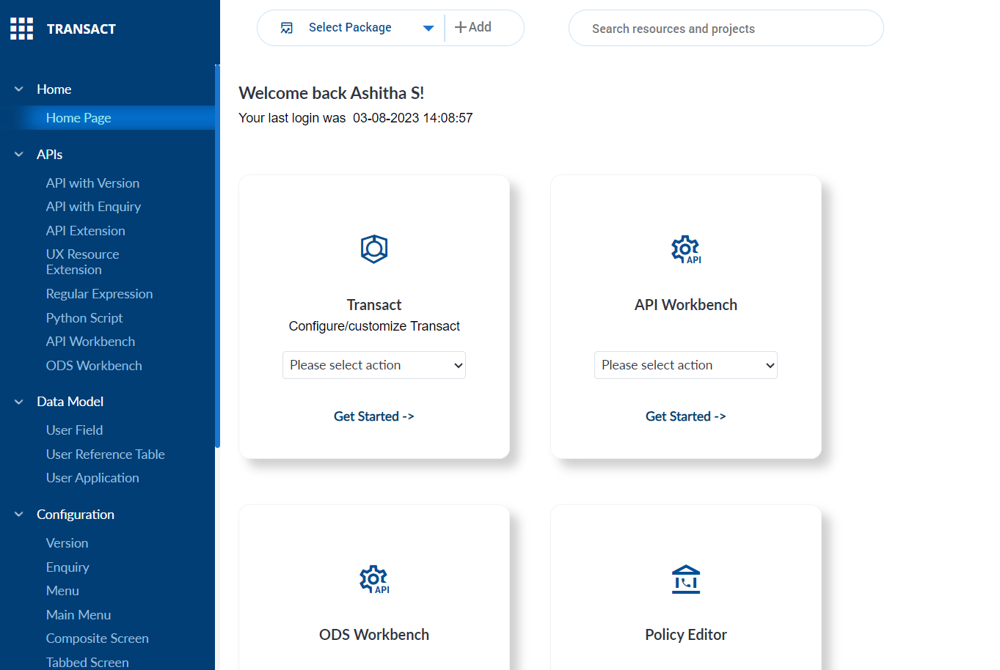 TRANSACT
Select Package
Add
Search resources and projects
Home
Home Page
APIs
API with Version
API with Enquiry
API Extension
UX Resource
Extension
Regular Expression
Python Script
API Workbench
ODS Workbench
Data Model
User Field
User Reference Table
User Application
Configuration
Version
Enquiry
Menu
Main Menu
Composite Screen
Tabbed Screen
Welcome back Ashitha S!
Your last login was 03-08-2023 14:08:57
Transact
Configure/customize Transact
Please select action
Get Started ->
API
API Workbench
Please select action
Get Started ->
API
ODS Workbench
Policy Editor